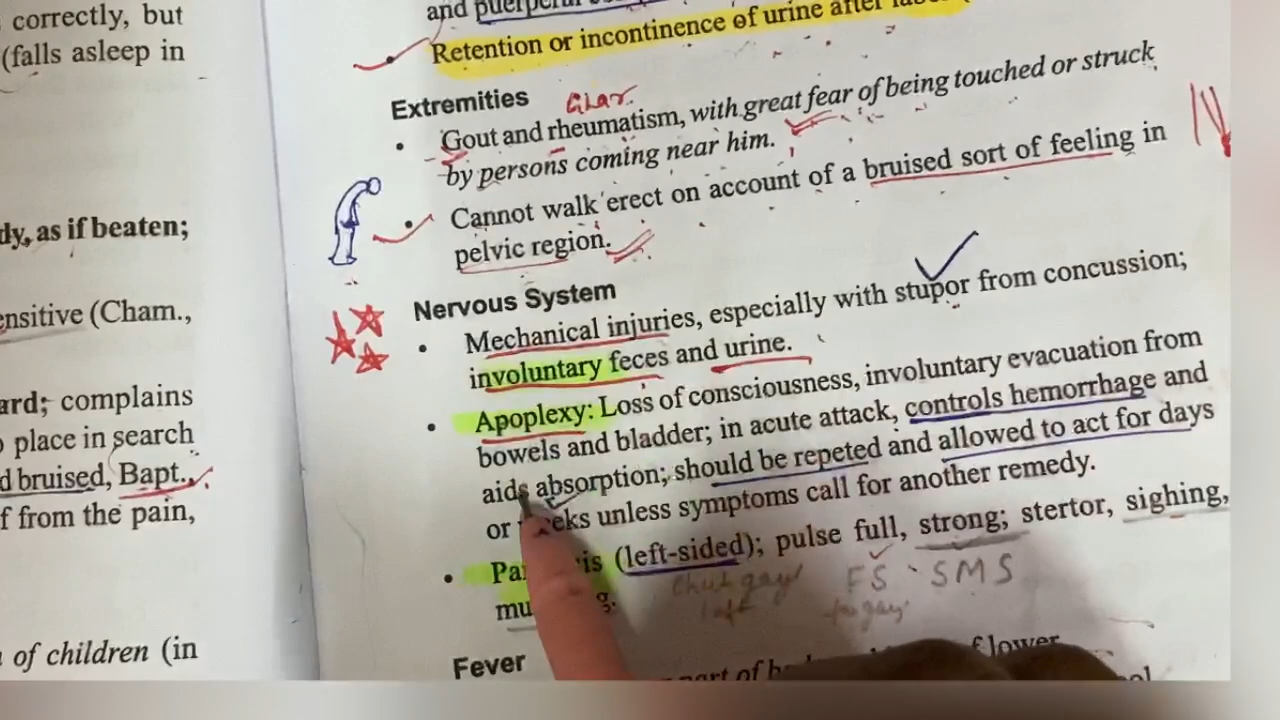 correctly, but
(falls asleep in
dy, as if beaten;
ensitive (Cham.,
ard; complains
place in search
d bruised, Bapt.,
f from the pain,
of children (in
and puerperal
Retention or incontinence of urine after
Extremities
Gout and rheumatism, with great fear of being touched or struck
by persons coming near him.
Cannot walk erect on account of a bruised sort of feeling in
pelvic region.
Nervous System
Mechanical injuries, especially with stupor from concussion;
involuntary feces and urine.
Apoplexy: Loss of consciousness, involuntary evacuation from
bowels and bladder; in acute attack, controls hemorrhage and
aids absorption; should be repeted and allowed to act for days
or unless symptoms call for another remedy.
(left-sided); pulse full, strong; stertor, sighing,
FS SMS
left
Fever
part of
flower